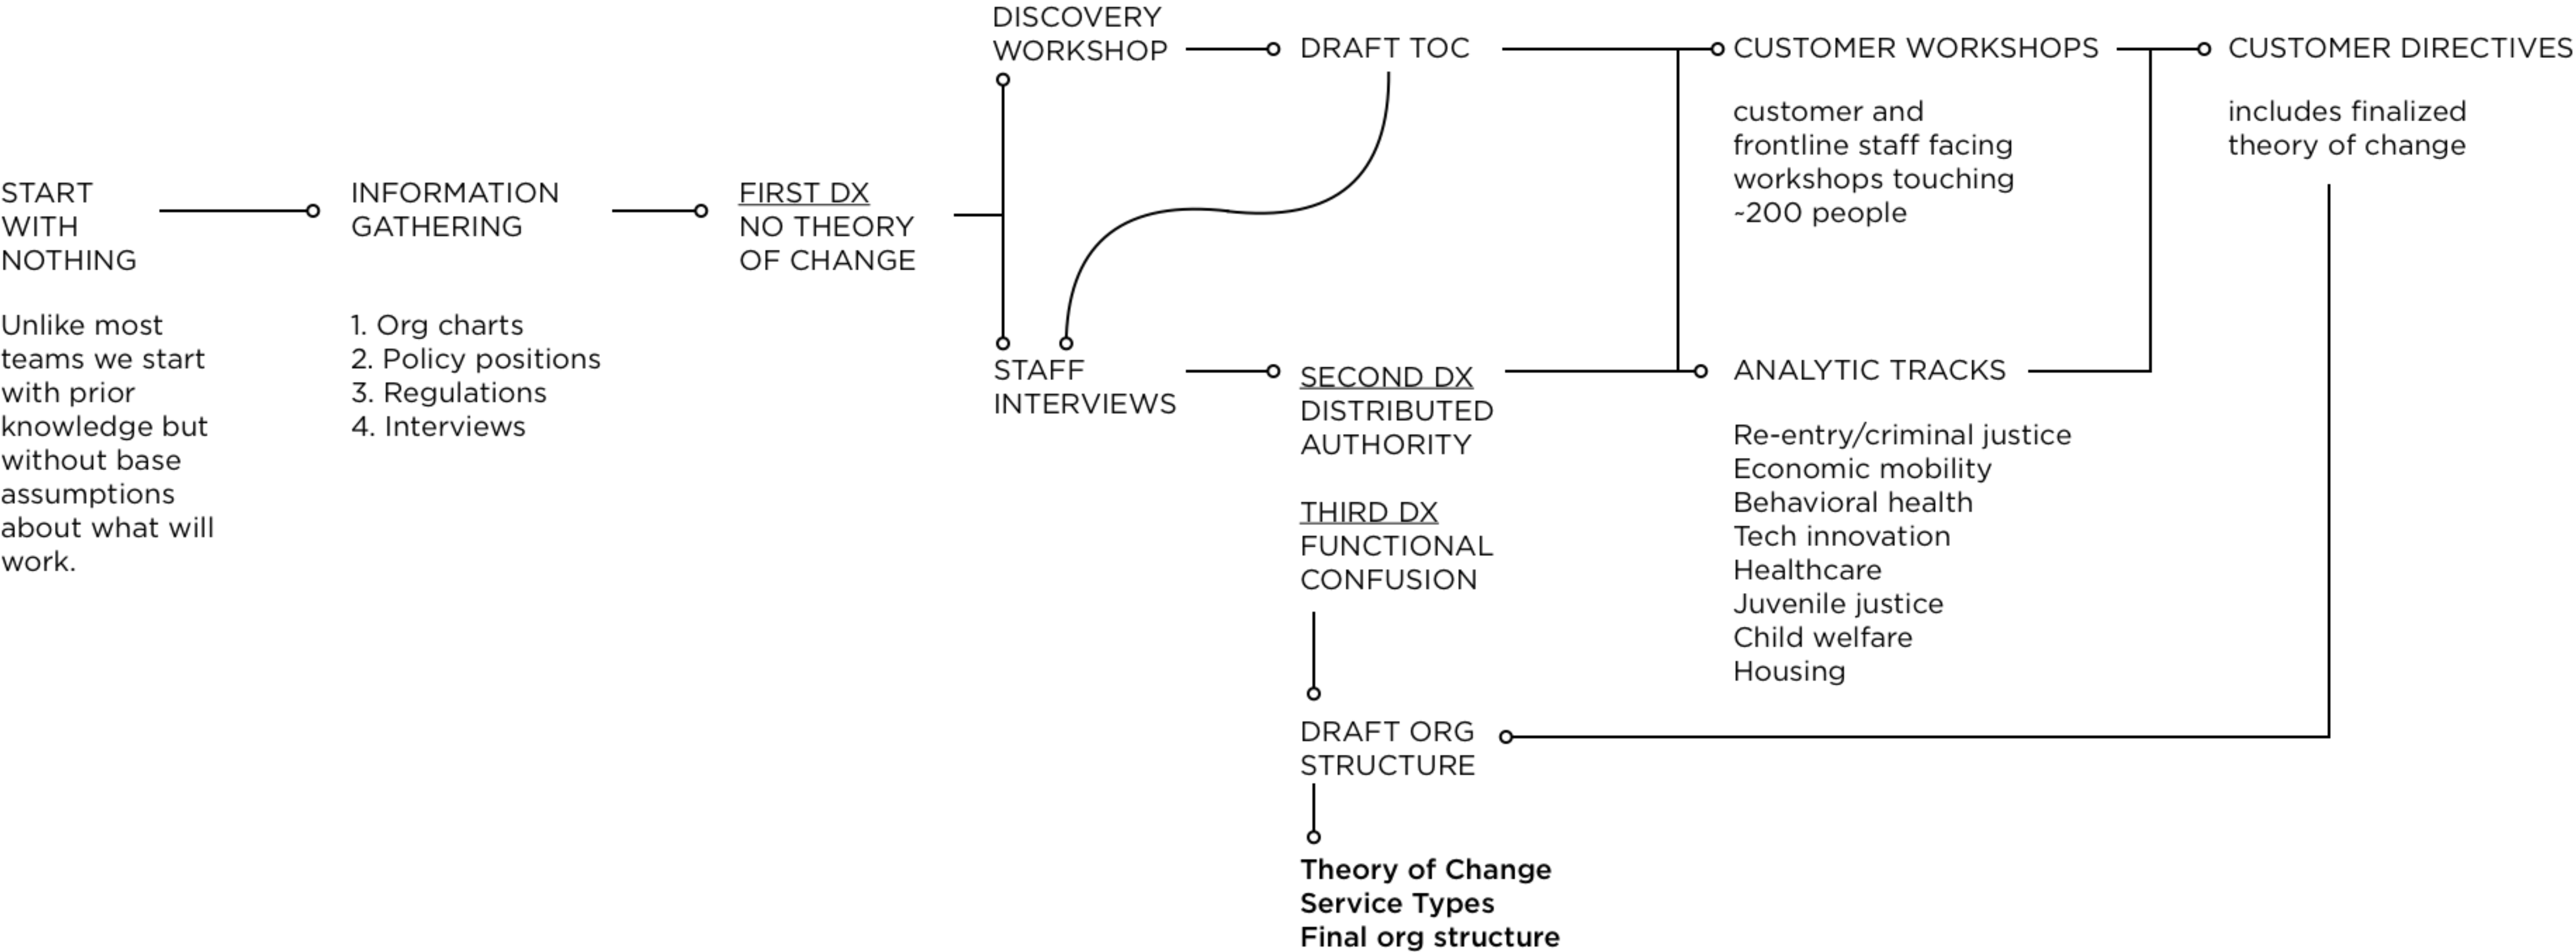 START
WITH
NOTHING
Unlike most
teams we start
with prior
knowledge but
without base
assumptions
about what will
work.
INFORMATION
GATHERING
1. Org charts
2. Policy positions
3. Regulations
4. Interviews
FIRST DX
NO THEORY
OF CHANGE
DISCOVERY
WORKSHOP
STAFF
INTERVIEWS
DRAFT TOC
SECOND DX
DISTRIBUTED
AUTHORITY
THIRD DX
FUNCTIONAL
CONFUSION
DRAFT ORG
STRUCTURE
Theory of Change
Service Types
Final org structure
CUSTOMER WORKSHOPS
customer and
frontline staff facing
workshops touching
~200 people
ANALYTIC TRACKS
Re-entry/criminal justice
Economic mobility
Behavioral health
Tech innovation
Healthcare
Juvenile justice
Child welfare
Housing
CUSTOMER DIRECTIVES
includes finalized
theory of change